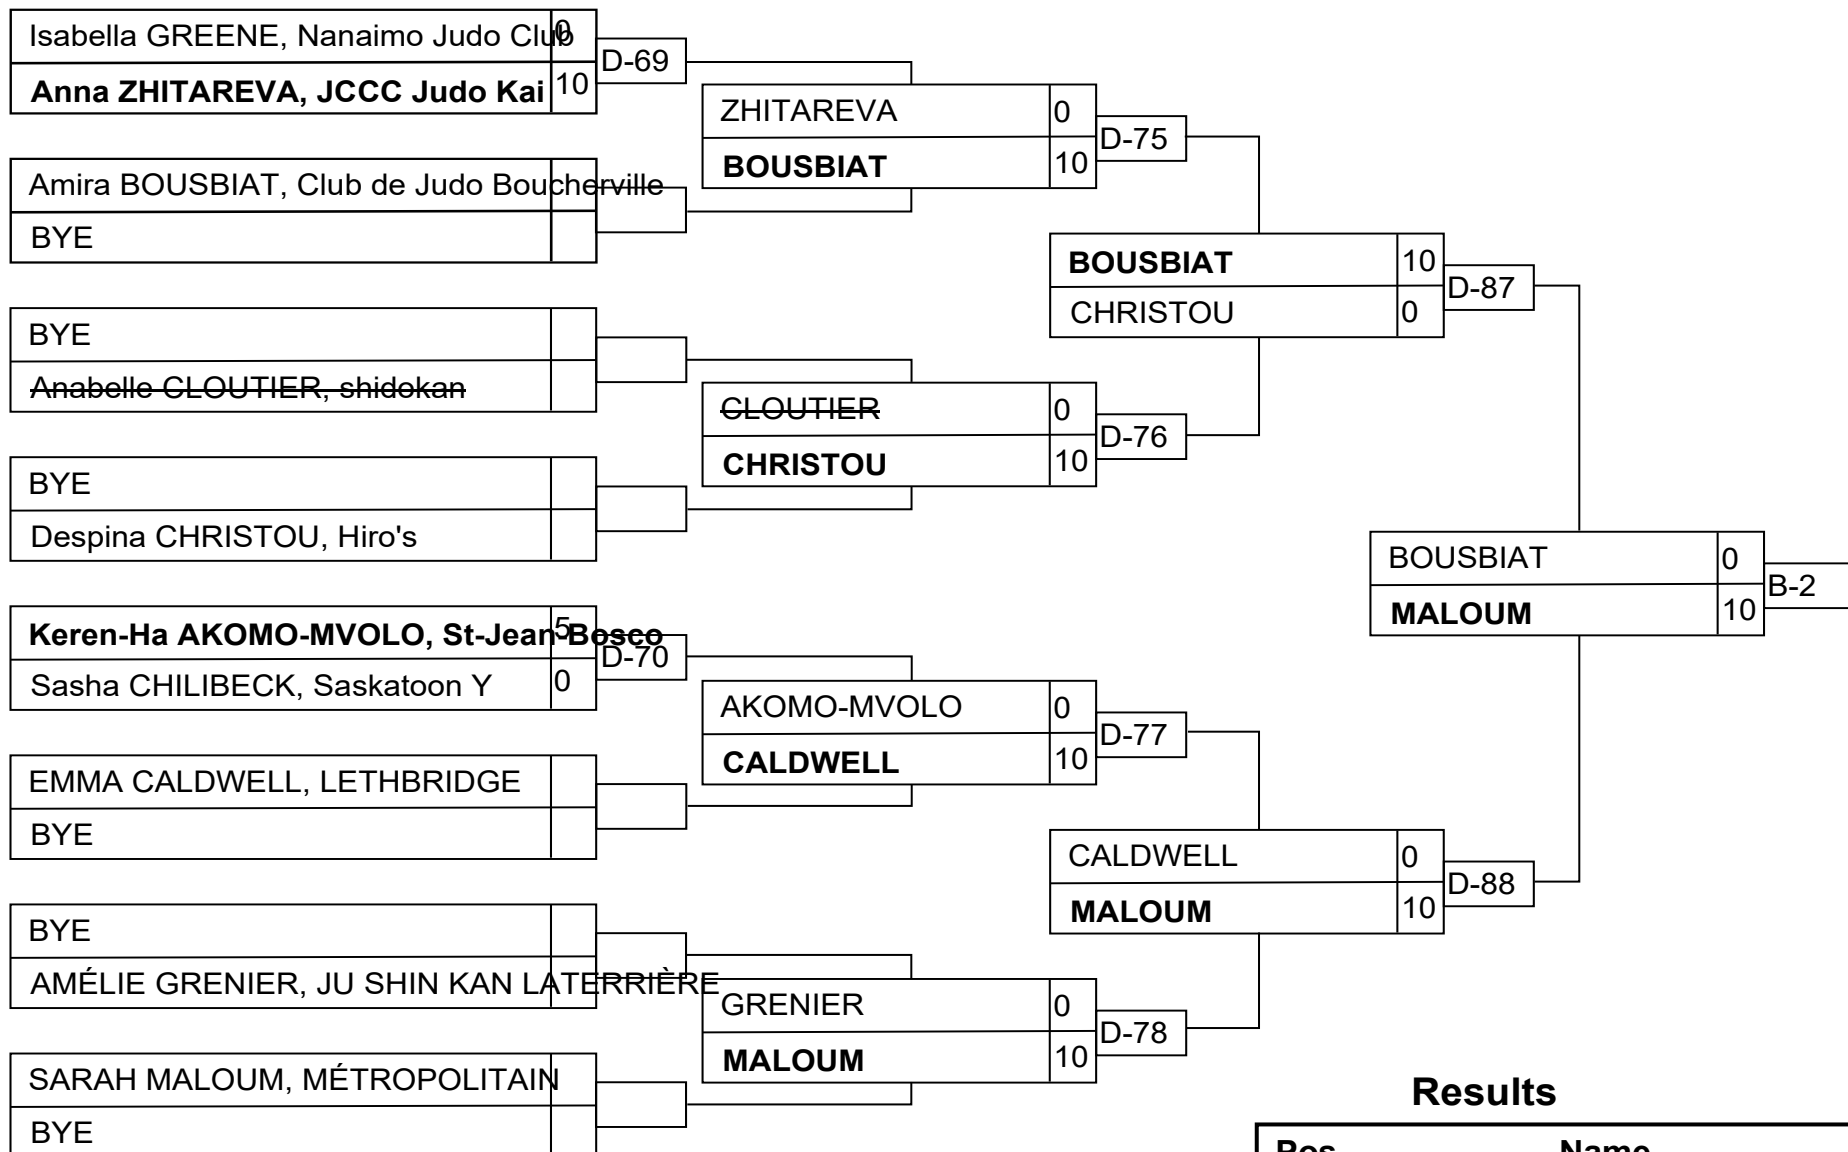 Isabella GREENE, Nanaimo Judo Club 0
Anna ZHITAREVA, JCCC Judo Kai 10
D-69
Amira BOUSBIAT, Club de Judo Boucherville
BYE
ZHITAREVA 0
BOUSBIAT 10
D-75
BYE
Anabelle CLOUTIER, shidokan
BYE
Despina CHRISTOU, Hiro's
CLOUTIER 0
CHRISTOU 10
D-76
BOUSBIAT 10
CHRISTOU 0
D-87
Keren-Ha AKOMO-MVOLO, St-Jean-Bosco 5
Sasha CHILIBECK, Saskatoon Y 0
D-70
EMMA CALDWELL, LETHBRIDGE
BYE
AKOMO-MVOLO 0
CALDWELL 10
D-77
BYE
AMÉLIE GRENIER, JU SHIN KAN LATERRIÈRE
SARAH MALOUM, MÉTROPOLITAIN
BYE
GRENIER 0
MALOUM 10
D-78
CALDWELL 0
MALOUM 10
D-88
BOUSBIAT 0
MALOUM 10
B-2
Results
Pos Name